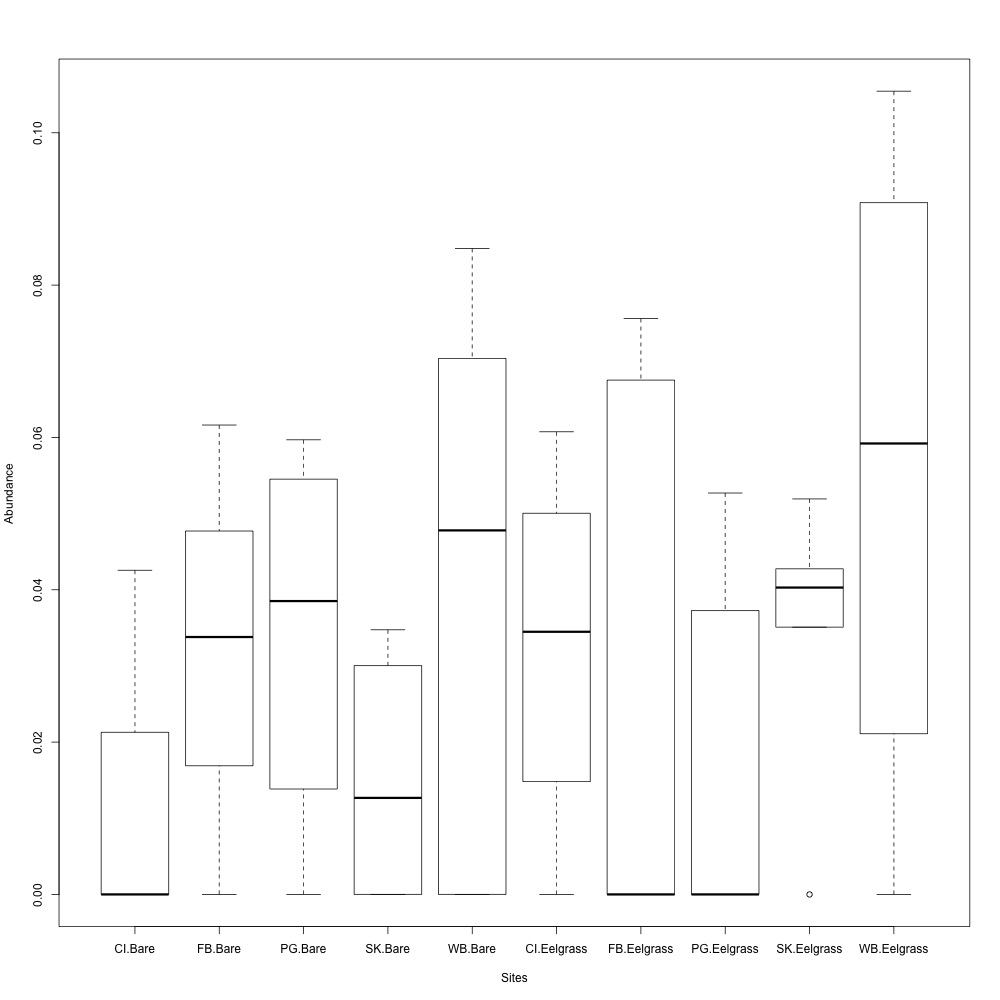 Abundance
0.10
0.08
0.06
0.04
0.02
0.00
CI.Bare FB.Bare PG.Bare SK.Bare WB.Bare CI.Eelgrass FB.Eelgrass PG.Eelgrass SK.Eelgrass WB.Eelgrass
Sites